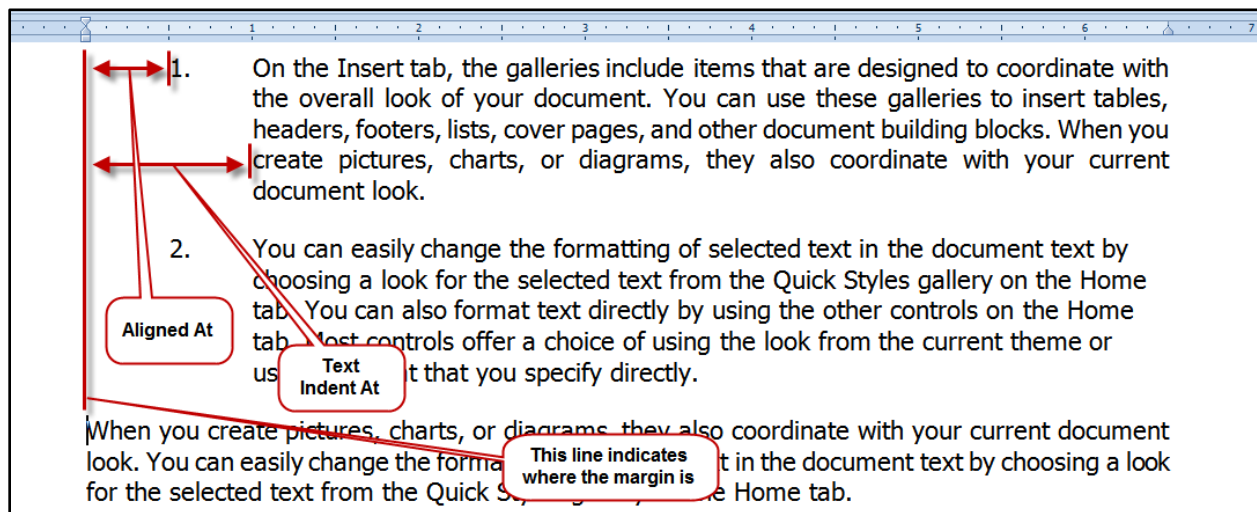 1 2 3 4 5 6 7
1. On the Insert tab, the galleries include items that are designed to coordinate with
the overall look of your document. You can use these galleries to insert tables,
headers, footers, lists, cover pages, and other document building blocks. When you
create pictures, charts, or diagrams, they also coordinate with your current
document look.
2. You can easily change the formatting of selected text in the document text by
choosing a look for the selected text from the Quick Styles gallery on the Home
tab. You can also format text directly by using the other controls on the Home
tab. Most controls offer a choice of using the look from the current theme or
us t that you specify directly.
Aligned At
Text
Indent At
When you create pictures, charts, or diagrams, they also coordinate with your current document
look. You can easily change the forma t in the document text by choosing a look
for the selected text from the Quick S e Home tab.
This line indicates
where the margin is